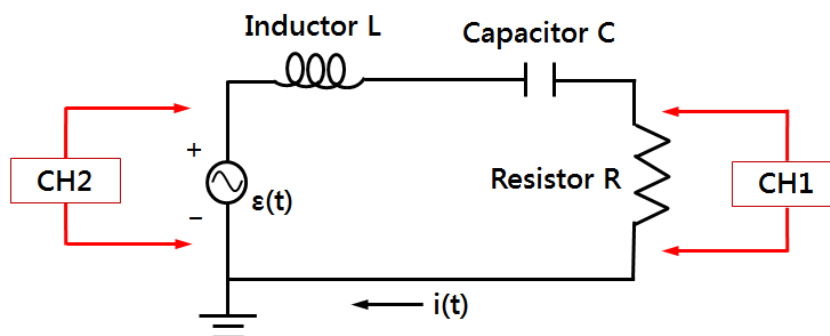 Inductor L
Capacitor C
CH2
+
ε(t)
−
Resistor R
CH1
i(t)